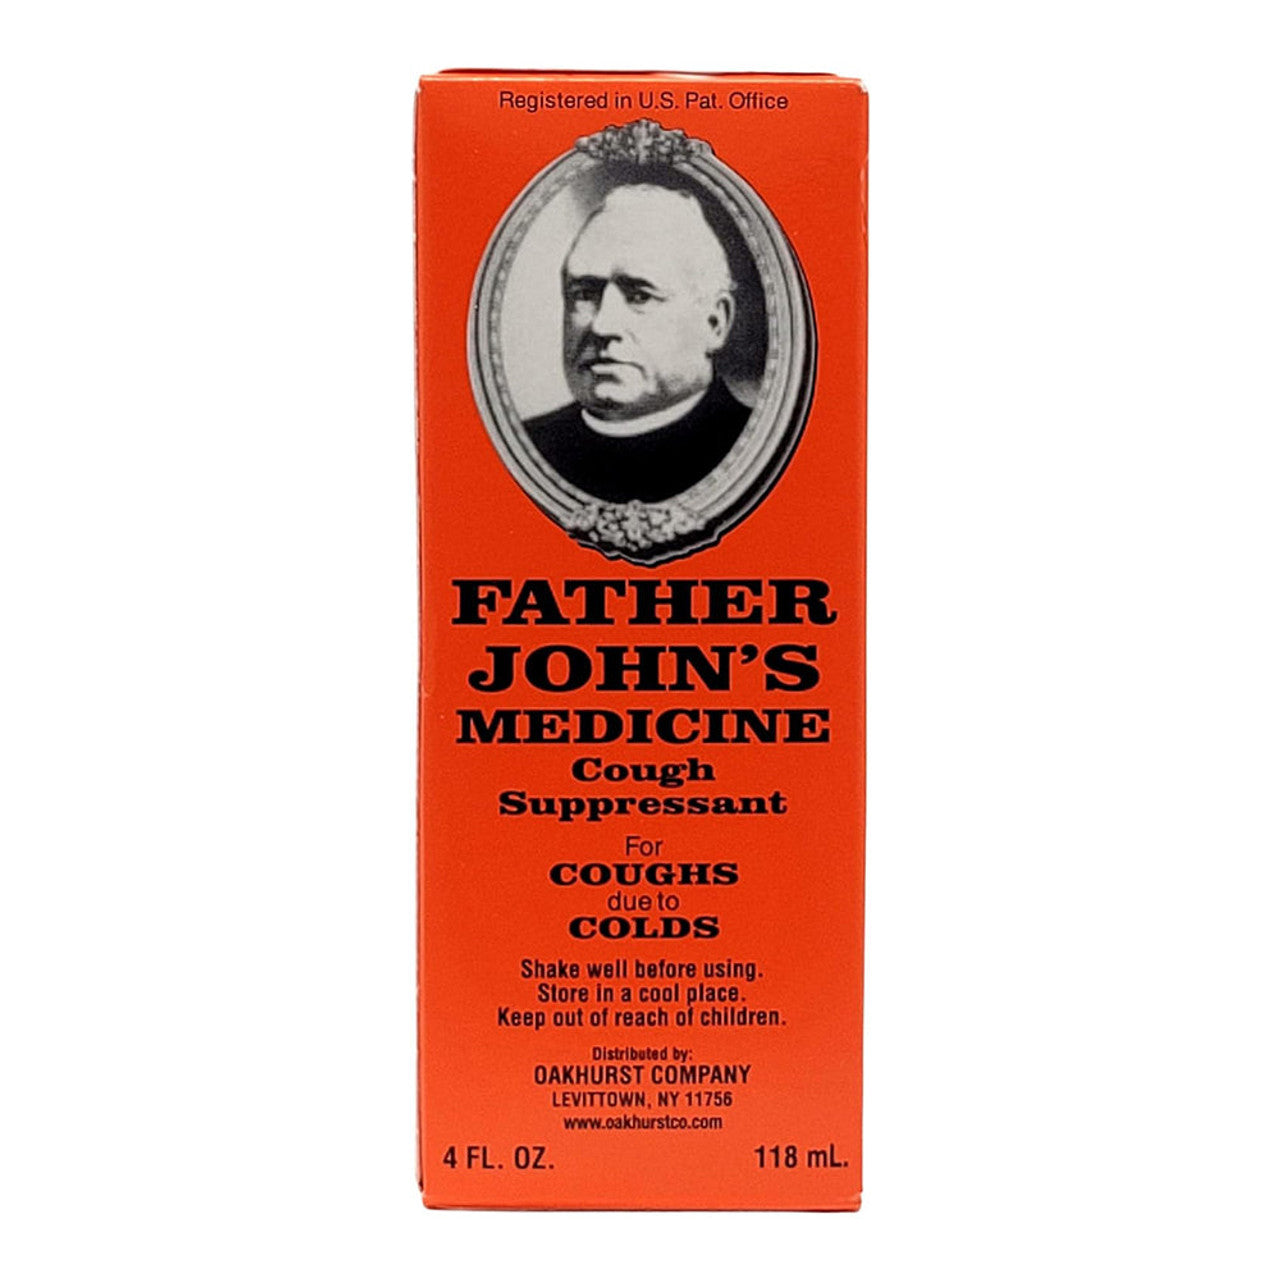 Registered in U.S. Pat. Office
FATHER
JOHN'S
MEDICINE
Cough
Suppressant
For
COUGHS
due to
COLDS
Shake well before using.
Store in a cool place.
Keep out of reach of children.
Distributed by:
OAKHURST COMPANY
LEVITTOWN, NY 11756
www.oakhurstco.com
4 FL. OZ. 118 mL.